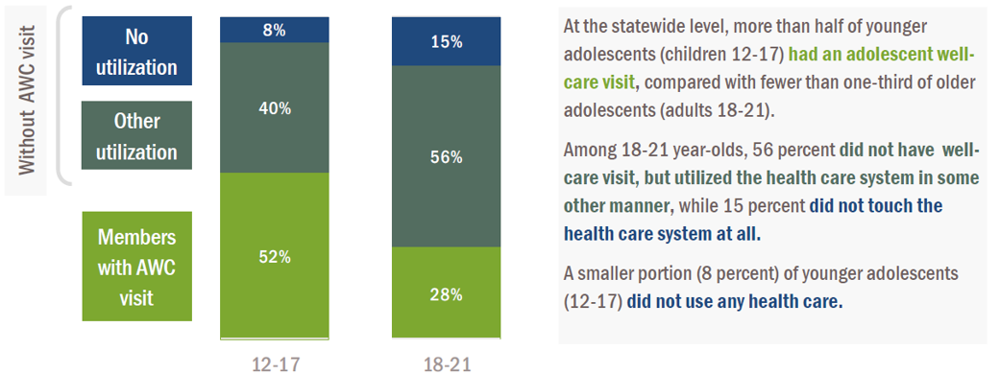 Without AWC visit
No
utilization
Other
utilization
Members
with AWC
visit
8%
40%
52%
12-17
15%
56%
28%
18-21
At the statewide level, more than half of younger
adolescents (children 12-17) had an adolescent well-
care visit, compared with fewer than one-third of older
adolescents (adults 18-21).
Among 18-21 year-olds, 56 percent did not have well-
care visit, but utilized the health care system in some
other manner, while 15 percent did not touch the
health care system at all.
A smaller portion (8 percent) of younger adolescents
(12-17) did not use any health care.